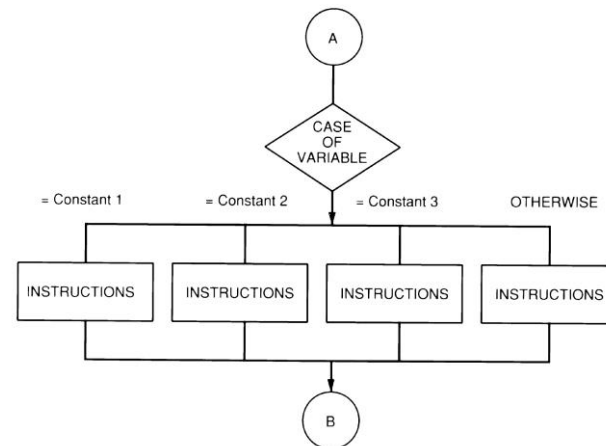 A
CASE
OF
VARIABLE
= Constant 1
= Constant 2
= Constant 3
OTHERWISE
INSTRUCTIONS
INSTRUCTIONS
INSTRUCTIONS
INSTRUCTIONS
B